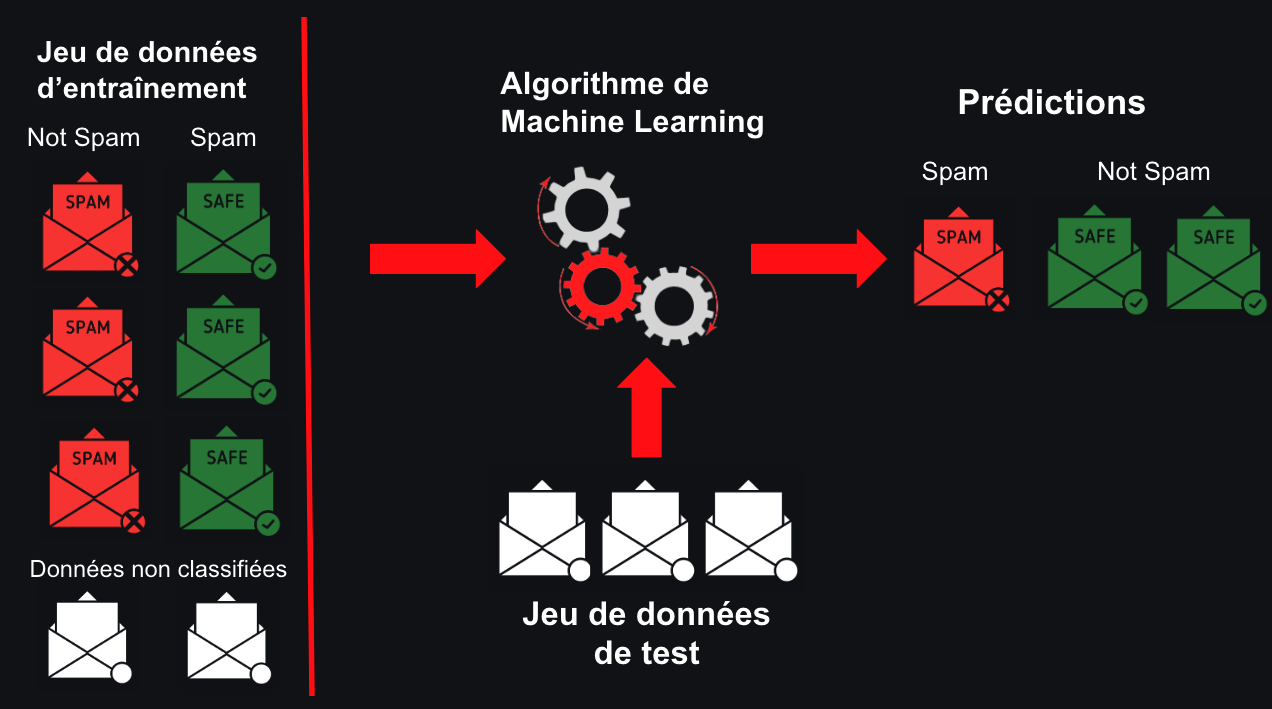 Jeu de données
d’entraînement
Not Spam
Spam
SPAM
SAFE
SPAM
SAFE
SPAM
SAFE
Données non classifiées
Algorithme de
Machine Learning
Jeu de données
de test
Prédictions
Spam
Not Spam
SPAM
SAFE
SAFE